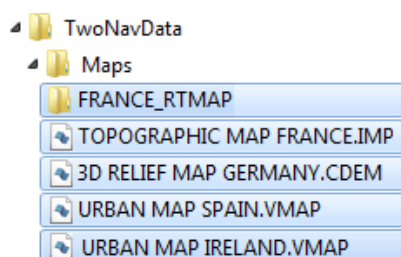 TwoNavData
Maps
FRANCE_RTMAP
TOPOGRAPHIC MAP FRANCE.IMP
3D RELIEF MAP GERMANY.CDEM
URBAN MAP SPAIN.VMAP
URBAN MAP IRELAND.VMAP